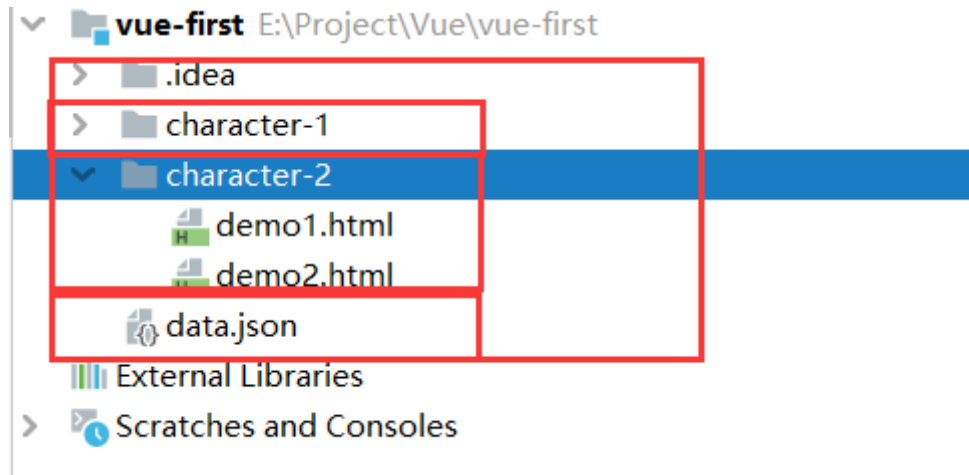 vue-first E:\Project\Vue\vue-first
.idea
character-1
character-2
demo1.html
demo2.html
data.json
External Libraries
Scratches and Consoles